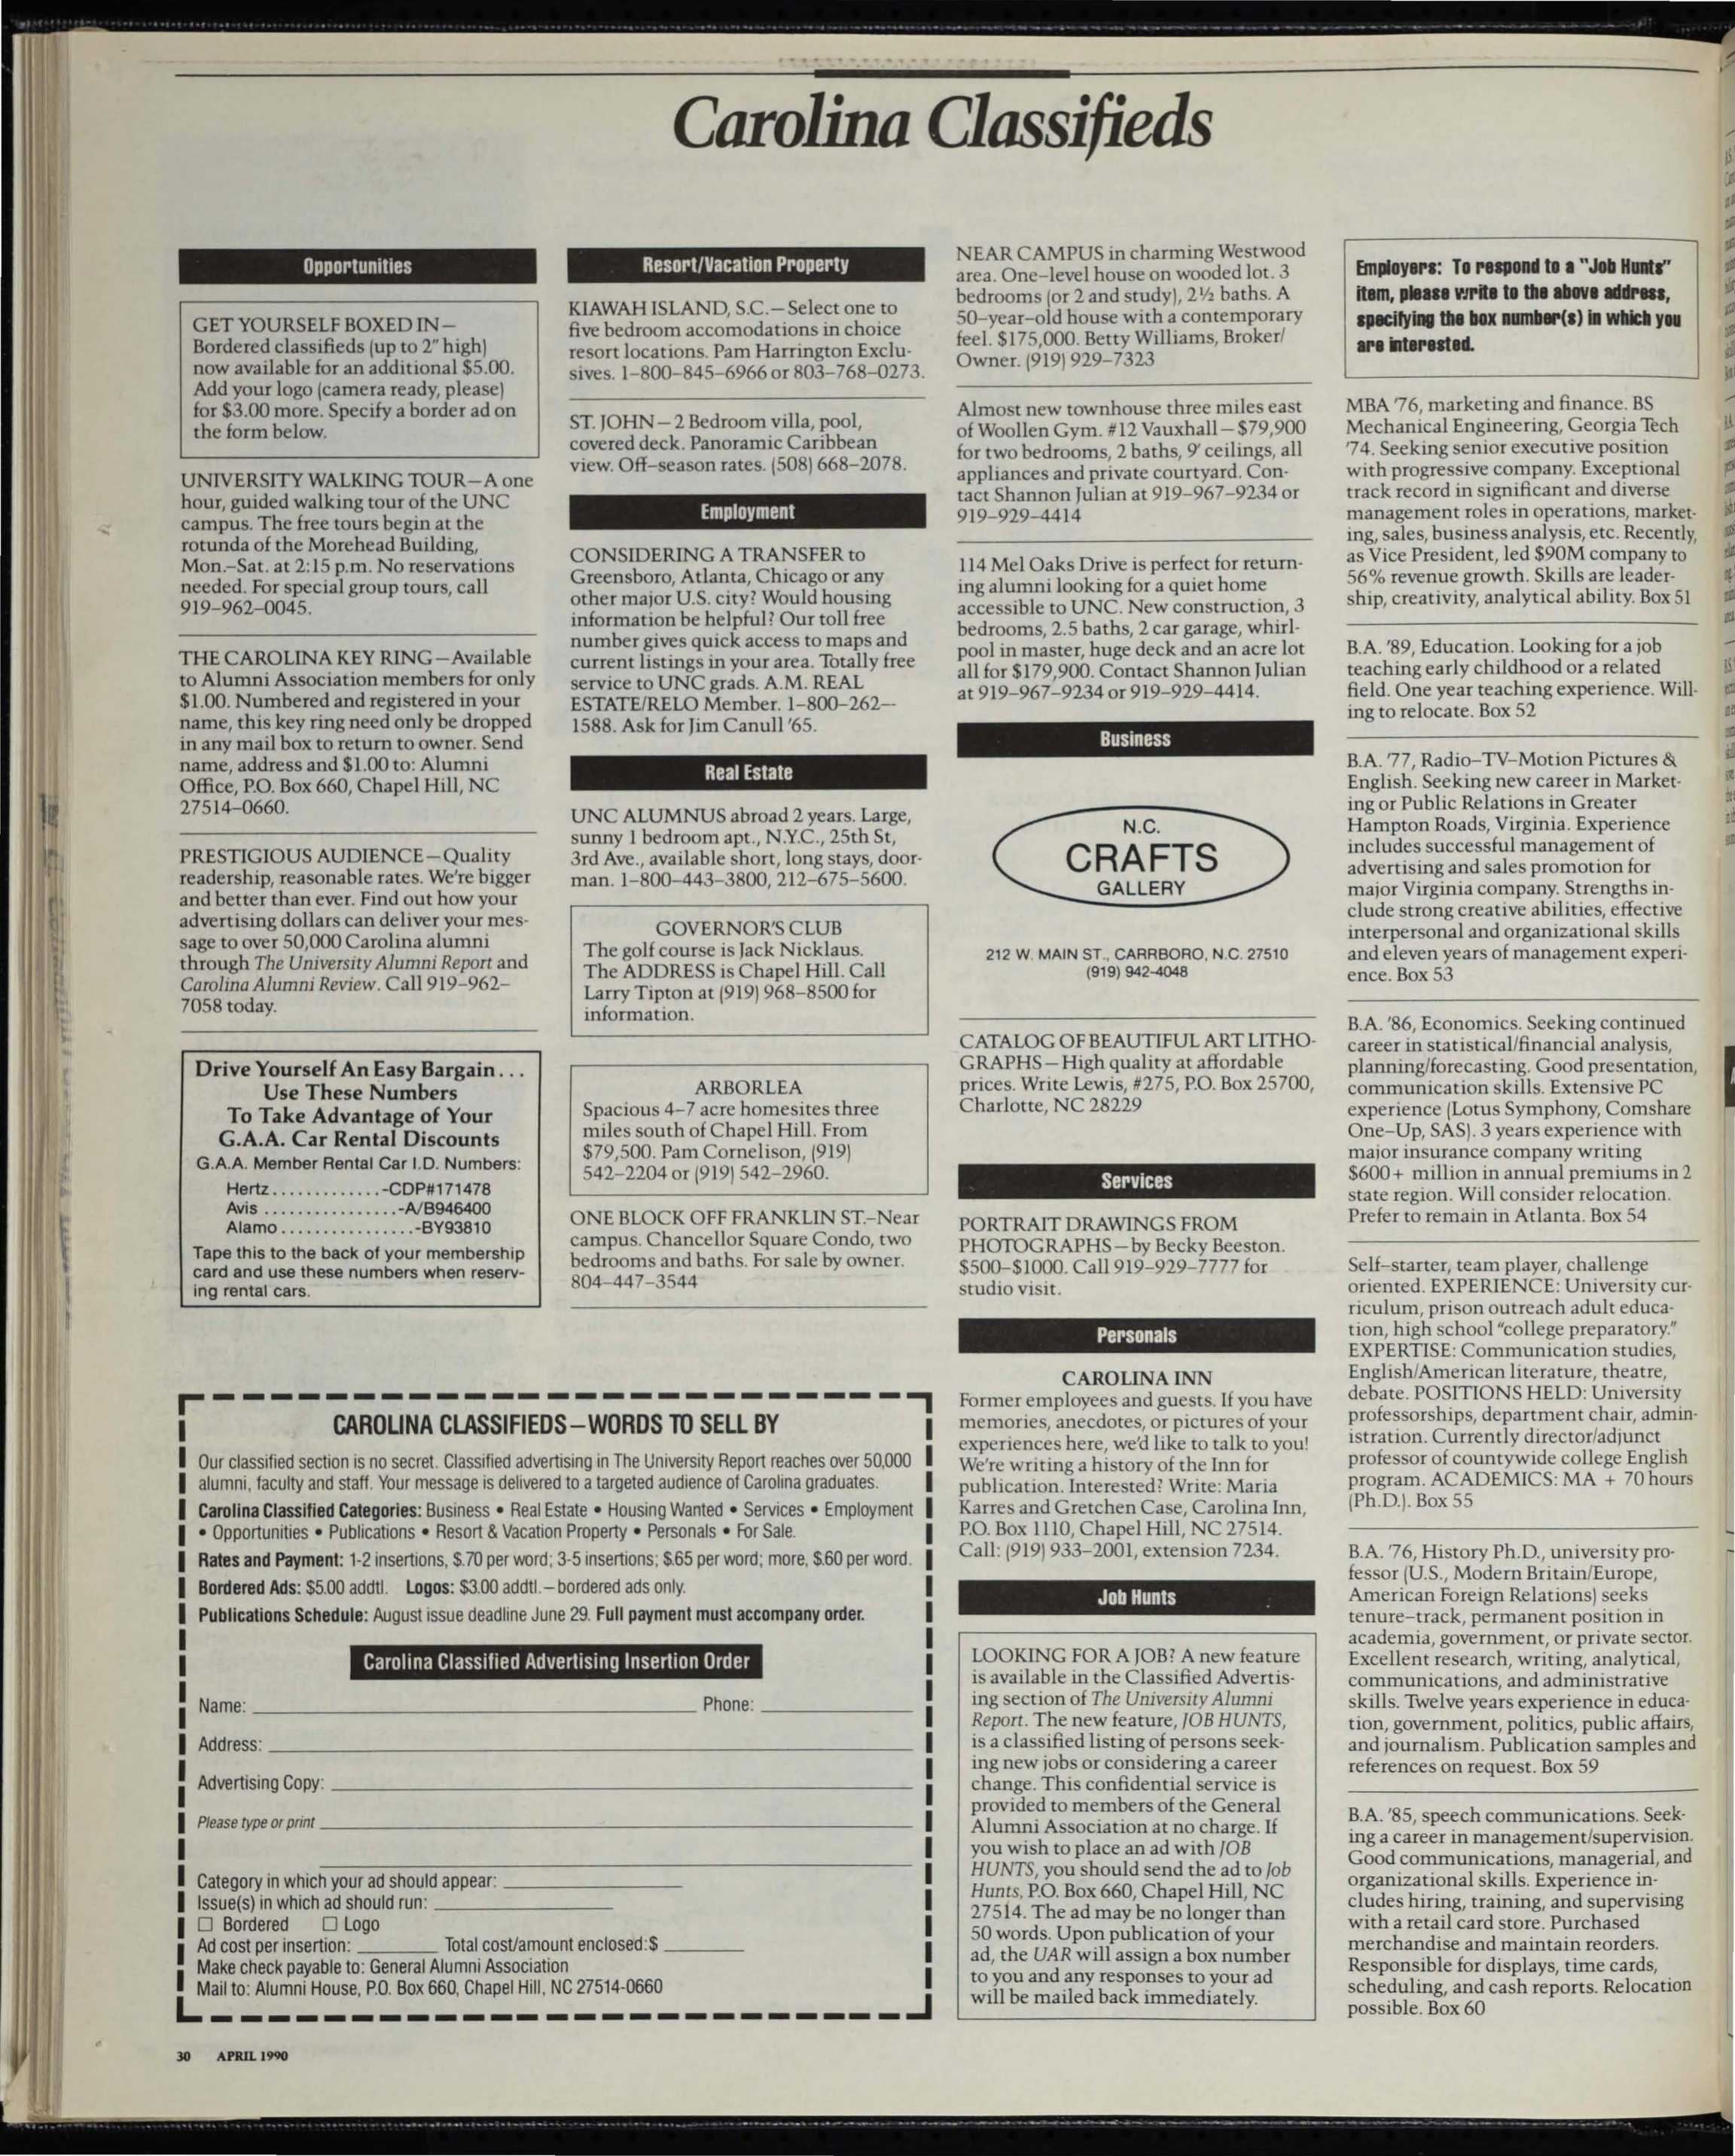 Carolina Classifieds
Opportunities
GET YOURSELF BOXED IN—
Bordered classifieds (up to 2" high)
now available for an additional $5.00.
Add your logo (camera ready, please)
for $3.00 more. Specify a border ad on
the form below.
UNIVERSITY WALKING TOUR—A one
hour, guided walking tour of the UNC
campus. The free tours begin at the
rotunda of the Morehead Building,
Mon.–Sat. at 2:15 p.m. No reservations
needed. For special group tours, call
919–962–0045.
THE CAROLINA KEY RING—Available
to Alumni Association members for only
$1.00. Numbered and registered in your
name, this key ring need only be dropped
in any mail box to return to owner. Send
name, address and $1.00 to: Alumni
Office, P.O. Box 660, Chapel Hill, NC
27514–0660.
PRESTIGIOUS AUDIENCE—Quality
readership, reasonable rates. We're bigger
and better than ever. Find out how your
advertising dollars can deliver your mes-
sage to over 50,000 Carolina alumni
through The University Alumni Report and
Carolina Alumni Review. Call 919–962–
7058 today.
Drive Yourself An Easy Bargain...
Use These Numbers
To Take Advantage of Your
G.A.A. Car Rental Discounts
G.A.A. Member Rental Car I.D. Numbers:
Hertz.............-CDP#171478
Avis ................-A/B946400
Alamo................-BY93810
Tape this to the back of your membership
card and use these numbers when reserv-
ing rental cars.
Resort/Vacation Property
KIAWAH ISLAND, S.C.—Select one to
five bedroom accomodations in choice
resort locations. Pam Harrington Exclu-
sives. 1–800–845–6966 or 803–768–0273.
ST. JOHN—2 Bedroom villa, pool,
covered deck. Panoramic Caribbean
view. Off–season rates. (508) 668–2078.
Employment
CONSIDERING A TRANSFER to
Greensboro, Atlanta, Chicago or any
other major U.S. city? Would housing
information be helpful? Our toll free
number gives quick access to maps and
current listings in your area. Totally free
service to UNC grads. A.M. REAL
ESTATE/RELO Member. 1–800–262–-
1588. Ask for Jim Canull '65.
Real Estate
UNC ALUMNUS abroad 2 years. Large,
sunny 1 bedroom apt., N.Y.C., 25th St,
3rd Ave., available short, long stays, door-
man. 1–800–443–3800, 212–675–5600.
GOVERNOR'S CLUB
The golf course is Jack Nicklaus.
The ADDRESS is Chapel Hill. Call
Larry Tipton at (919) 968–8500 for
information.
ARBORLEA
Spacious 4–7 acre homesites three
miles south of Chapel Hill. From
$79,500. Pam Cornelison, (919)
542–2204 or (919) 542–2960.
ONE BLOCK OFF FRANKLIN ST.–Near
campus. Chancellor Square Condo, two
bedrooms and baths. For sale by owner.
804–447–3544
CAROLINA CLASSIFIEDS—WORDS TO SELL BY
Our classified section is no secret. Classified advertising in The University Report reaches over 50,000
alumni, faculty and staff. Your message is delivered to a targeted audience of Carolina graduates.
Carolina Classified Categories: Business • Real Estate • Housing Wanted • Services • Employment
• Opportunities • Publications • Resort & Vacation Property • Personals • For Sale.
Rates and Payment: 1-2 insertions, $.70 per word; 3-5 insertions; $.65 per word; more, $.60 per word.
Bordered Ads: $5.00 addtl. Logos: $3.00 addtl.—bordered ads only.
Publications Schedule: August issue deadline June 29. Full payment must accompany order.
Carolina Classified Advertising Insertion Order
Name: Phone:
Address:
Advertising Copy:
Please type or print
Category in which your ad should appear:
Issue(s) in which ad should run:
☐ Bordered ☐ Logo
Ad cost per insertion: Total cost/amount enclosed:$
Make check payable to: General Alumni Association
Mail to: Alumni House, P.O. Box 660, Chapel Hill, NC 27514-0660
NEAR CAMPUS in charming Westwood
area. One–level house on wooded lot. 3
bedrooms (or 2 and study), 2½ baths. A
50–year–old house with a contemporary
feel. $175,000. Betty Williams, Broker/
Owner. (919) 929–7323
Almost new townhouse three miles east
of Woollen Gym. #12 Vauxhall—$79,900
for two bedrooms, 2 baths, 9' ceilings, all
appliances and private courtyard. Con-
tact Shannon Julian at 919–967–9234 or
919–929–4414
114 Mel Oaks Drive is perfect for return-
ing alumni looking for a quiet home
accessible to UNC. New construction, 3
bedrooms, 2.5 baths, 2 car garage, whirl-
pool in master, huge deck and an acre lot
all for $179,900. Contact Shannon Julian
at 919–967–9234 or 919–929–4414.
Business
N.C.
CRAFTS
GALLERY
212 W. MAIN ST., CARRBORO, N.C. 27510
(919) 942-4048
CATALOG OF BEAUTIFUL ART LITHO-
GRAPHS—High quality at affordable
prices. Write Lewis, #275, P.O. Box 25700,
Charlotte, NC 28229
Services
PORTRAIT DRAWINGS FROM
PHOTOGRAPHS—by Becky Beeston.
$500–$1000. Call 919–929–7777 for
studio visit.
Personals
CAROLINA INN
Former employees and guests. If you have
memories, anecdotes, or pictures of your
experiences here, we'd like to talk to you!
We're writing a history of the Inn for
publication. Interested? Write: Maria
Karres and Gretchen Case, Carolina Inn,
P.O. Box 1110, Chapel Hill, NC 27514.
Call: (919) 933–2001, extension 7234.
Job Hunts
LOOKING FOR A JOB? A new feature
is available in the Classified Advertis-
ing section of The University Alumni
Report. The new feature, JOB HUNTS,
is a classified listing of persons seek-
ing new jobs or considering a career
change. This confidential service is
provided to members of the General
Alumni Association at no charge. If
you wish to place an ad with JOB
HUNTS, you should send the ad to Job
Hunts, P.O. Box 660, Chapel Hill, NC
27514. The ad may be no longer than
50 words. Upon publication of your
ad, the UAR will assign a box number
to you and any responses to your ad
will be mailed back immediately.
Employers: To respond to a "Job Hunts"
item, please write to the above address,
specifying the box number(s) in which you
are interested.
MBA '76, marketing and finance. BS
Mechanical Engineering, Georgia Tech
'74. Seeking senior executive position
with progressive company. Exceptional
track record in significant and diverse
management roles in operations, market-
ing, sales, business analysis, etc. Recently,
as Vice President, led $90M company to
56% revenue growth. Skills are leader-
ship, creativity, analytical ability. Box 51
B.A. '89, Education. Looking for a job
teaching early childhood or a related
field. One year teaching experience. Will-
ing to relocate. Box 52
B.A. '77, Radio–TV–Motion Pictures &
English. Seeking new career in Market-
ing or Public Relations in Greater
Hampton Roads, Virginia. Experience
includes successful management of
advertising and sales promotion for
major Virginia company. Strengths in-
clude strong creative abilities, effective
interpersonal and organizational skills
and eleven years of management experi-
ence. Box 53
B.A. '86, Economics. Seeking continued
career in statistical/financial analysis,
planning/forecasting. Good presentation,
communication skills. Extensive PC
experience (Lotus Symphony, Comshare
One–Up, SAS). 3 years experience with
major insurance company writing
$600+ million in annual premiums in 2
state region. Will consider relocation.
Prefer to remain in Atlanta. Box 54
Self–starter, team player, challenge
oriented. EXPERIENCE: University cur-
riculum, prison outreach adult educa-
tion, high school "college preparatory."
EXPERTISE: Communication studies,
English/American literature, theatre,
debate. POSITIONS HELD: University
professorships, department chair, admin-
istration. Currently director/adjunct
professor of countywide college English
program. ACADEMICS: MA + 70 hours
(Ph.D.). Box 55
B.A. '76, History Ph.D., university pro-
fessor (U.S., Modern Britain/Europe,
American Foreign Relations) seeks
tenure–track, permanent position in
academia, government, or private sector.
Excellent research, writing, analytical,
communications, and administrative
skills. Twelve years experience in educa-
tion, government, politics, public affairs,
and journalism. Publication samples and
references on request. Box 59
B.A. '85, speech communications. Seek-
ing a career in management/supervision.
Good communications, managerial, and
organizational skills. Experience in-
cludes hiring, training, and supervising
with a retail card store. Purchased
merchandise and maintain reorders.
Responsible for displays, time cards,
scheduling, and cash reports. Relocation
possible. Box 60
30 APRIL 1990